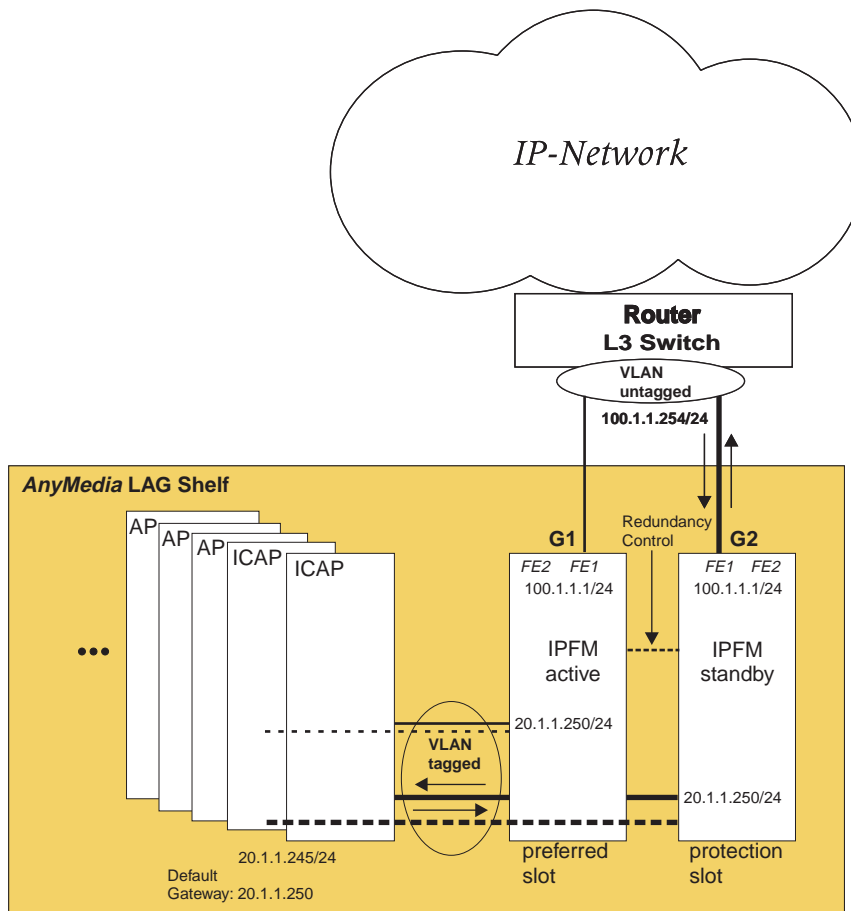 IP-Network
Router
L3 Switch
VLAN
untagged
100.1.1.254/24
AnyMedia LAG Shelf
AP
AP
AP
ICAP
ICAP
G1
Redundancy
Control
G2
FE2 FE1
100.1.1.1/24
FE1 FE2
100.1.1.1/24
IPFM
active
IPFM
standby
20.1.1.250/24
VLAN
tagged
20.1.1.250/24
20.1.1.245/24
Default
Gateway: 20.1.1.250
preferred
slot
protection
slot